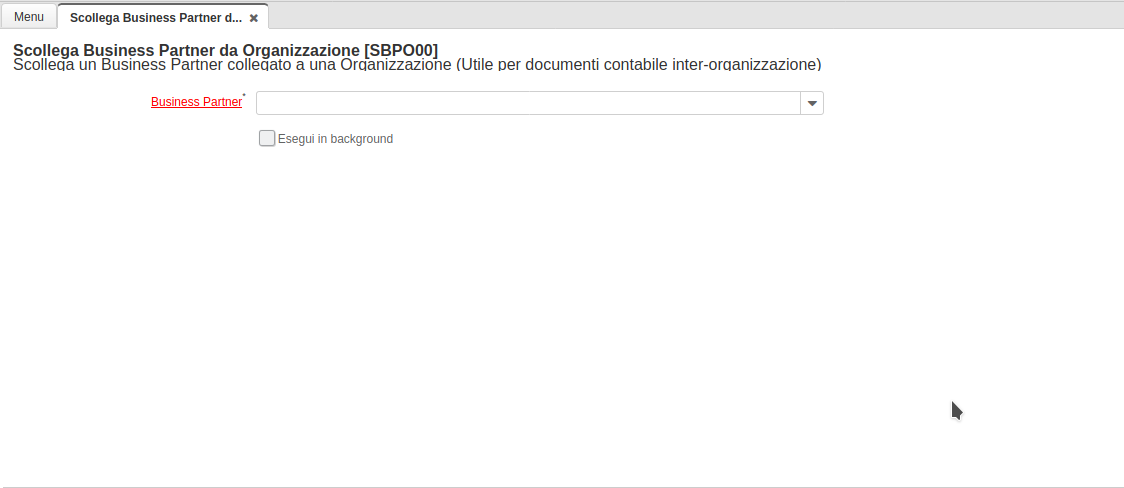 Menu
Scollega Business Partner d... ✖
Scollega Business Partner da Organizzazione [SBPO00]
Scollega un Business Partner collegato a una Organizzazione (Utile per documenti contabile inter-organizzazione)
Business Partner*
Esegui in background